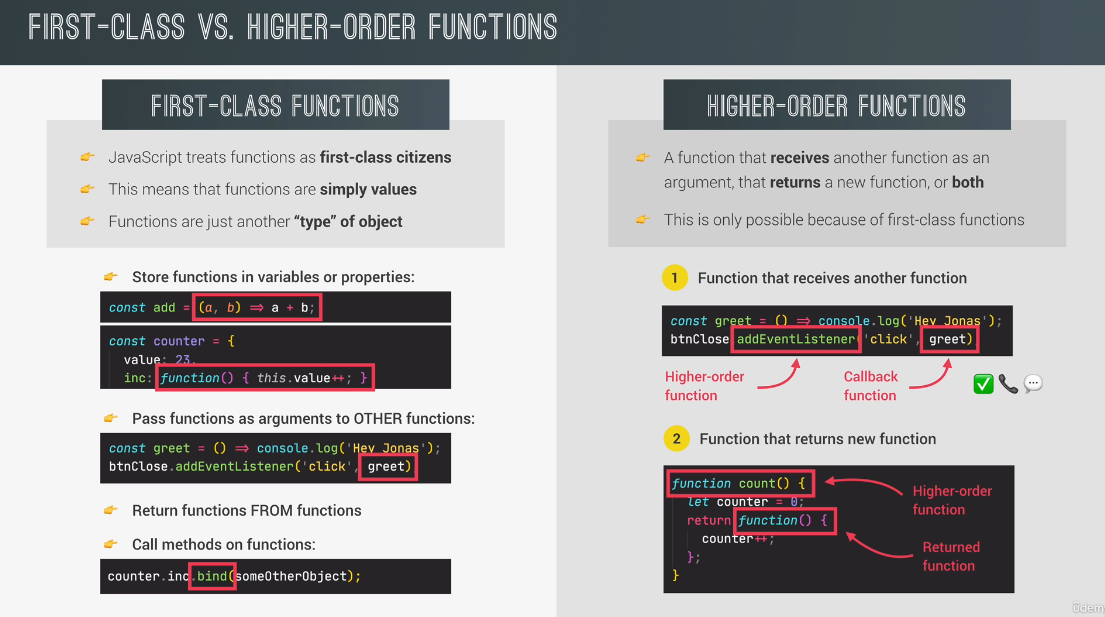 FIRST-CLASS VS. HIGHER-ORDER FUNCTIONS
FIRST-CLASS FUNCTIONS
JavaScript treats functions as first-class citizens
This means that functions are simply values
Functions are just another “type” of object
Store functions in variables or properties:
const add = (a, b) => a + b;
const counter = {
value: 23,
inc: function() { this.value++; }
Pass functions as arguments to OTHER functions:
const greet = () => console.log('Hey Jonas');
btnClose.addEventListener('click', greet)
Return functions FROM functions
Call methods on functions:
counter.inc.bind(someOtherObject);
HIGHER-ORDER FUNCTIONS
A function that receives another function as an
argument, that returns a new function, or both
This is only possible because of first-class functions
1 Function that receives another function
const greet = () => console.log('Hey Jonas');
btnClose.addEventListener('click', greet)
Higher-order
function
Callback
function
2 Function that returns new function
function count() {
let counter = 0;
return function() {
counter++;
};
}
Higher-order
function
Returned
function